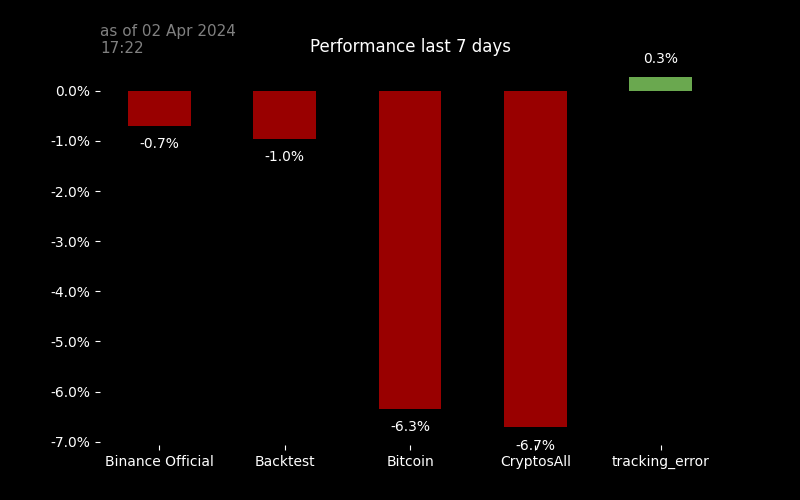 as of 02 Apr 2024
17:22
Performance last 7 days
0.3%
0.0%
-0.7%
-1.0%
-1.0%
-2.0%
-3.0%
-4.0%
-5.0%
-6.0%
-6.3%
-7.0%
-6.7%
Binance Official
Backtest
Bitcoin
CryptosAll
tracking_error